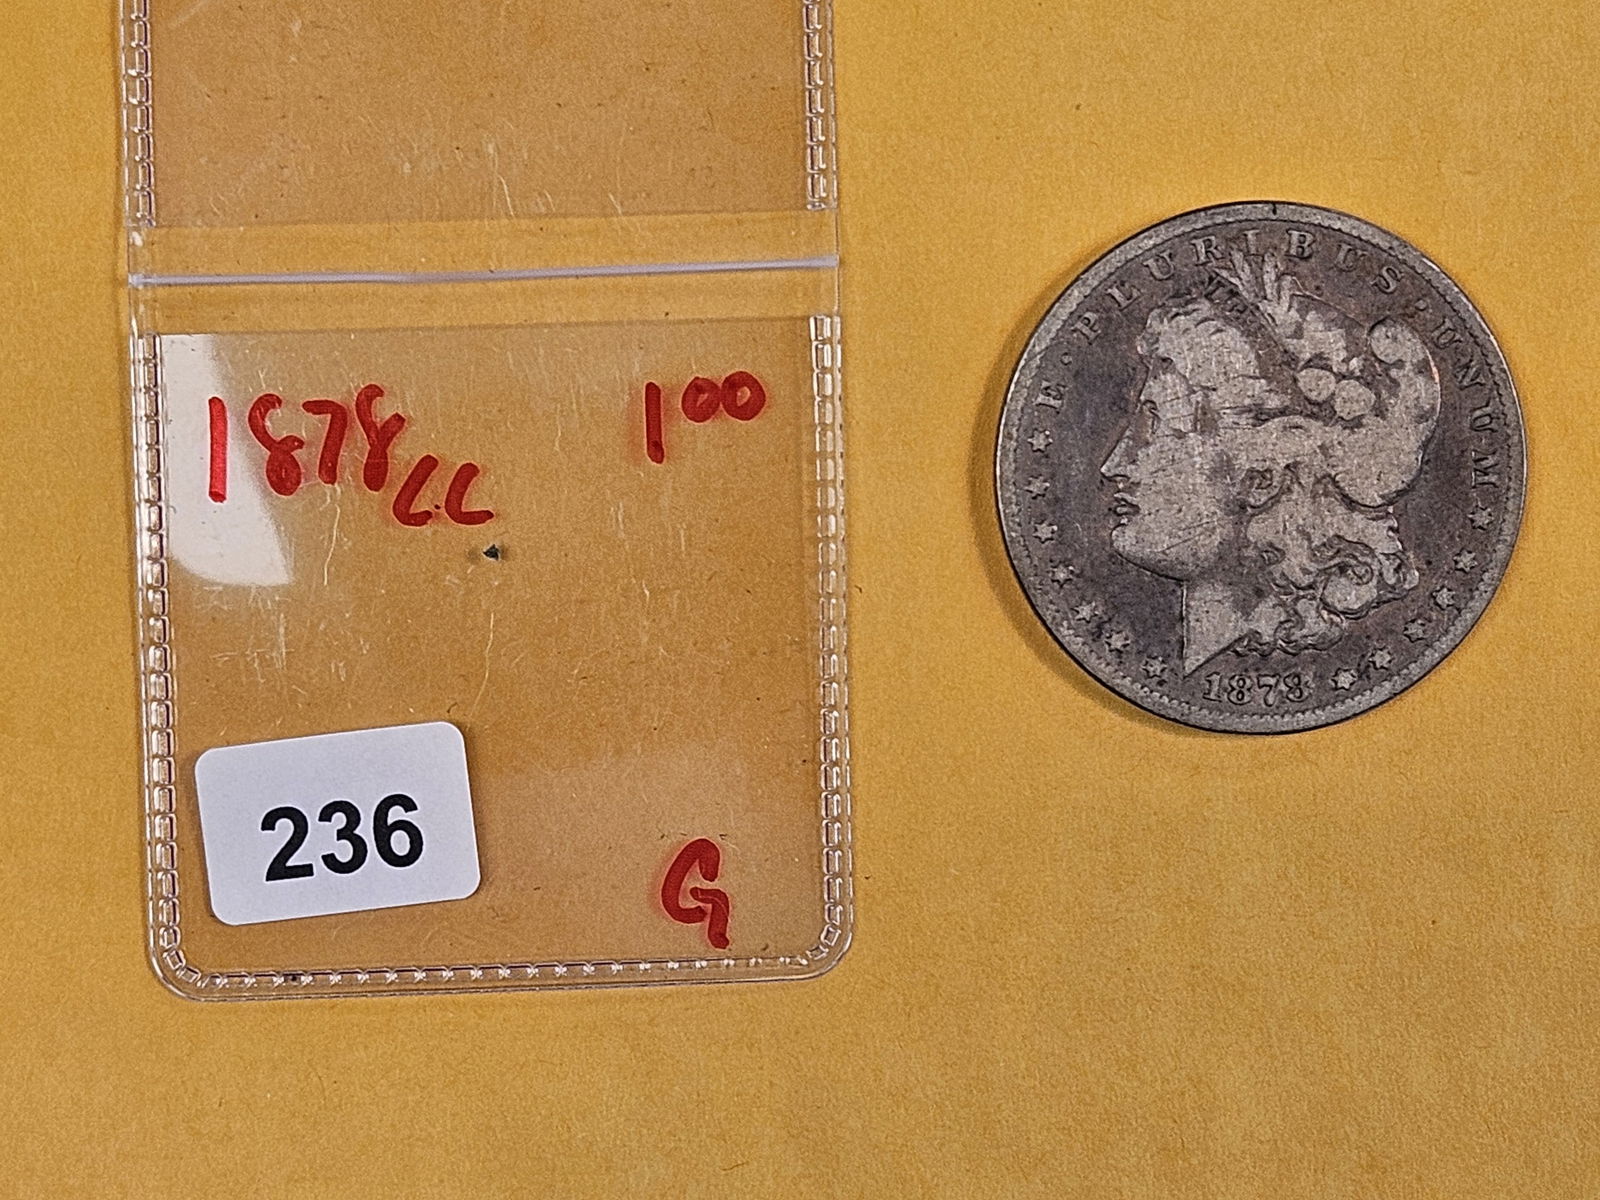 1878 CC 1 00
236
G
E · PLURIBUS · UNUM
1878